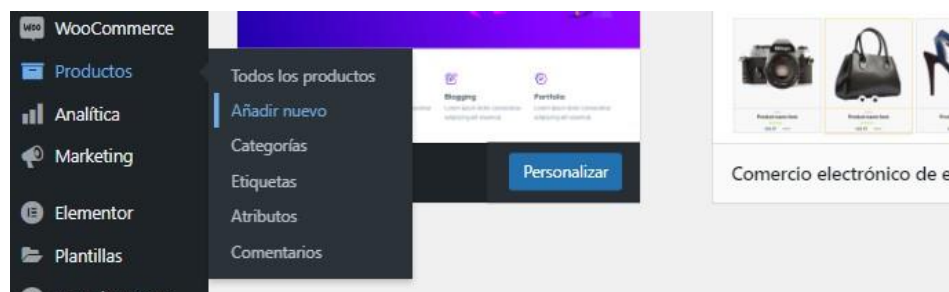 WOO WooCommerce
Productos
Analítica
Marketing
Elementor
Plantillas
Todos los productos
Añadir nuevo
Categorías
Etiquetas
Atributos
Comentarios
Blogging
Portfolio
Personalizar
Comercio electrónico de e